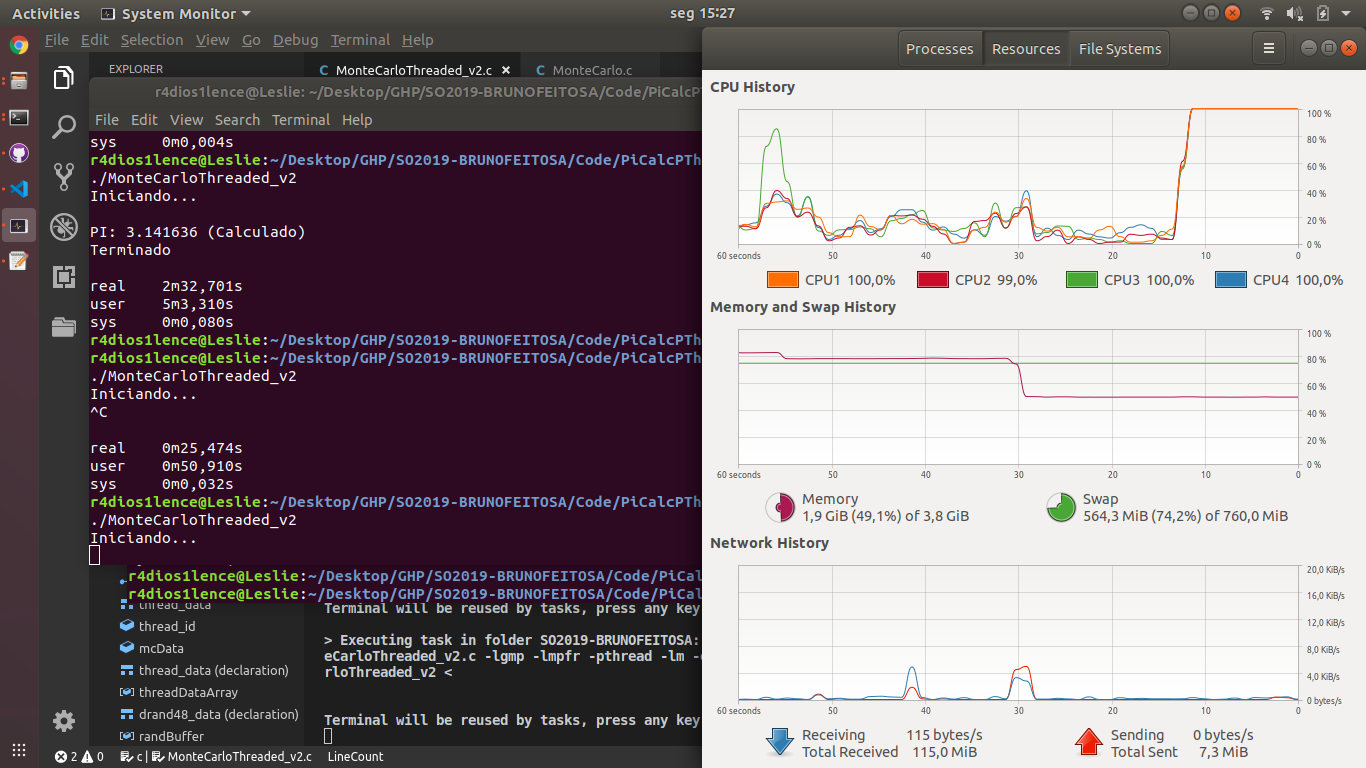 Activities
System Monitor
seg 15:27
File Edit Selection View Go Debug Terminal Help
EXPLORER
MonteCarloThreaded_v2.c
MonteCarlo.c
r4dios1lence@Leslie: ~/Desktop/GHP/SO2019-BRUNOFEITOSA/Code/PiCalcPT
File Edit View Search Terminal Help
sys 0m0,004s
r4dios1lence@Leslie:~/Desktop/GHP/SO2019-BRUNOFEITOSA/Code/PiCalcPTh
./MonteCarloThreaded_v2
Iniciando...
PI: 3.141636 (Calculado)
Terminado
real 2m32,701s
user 5m3,310s
sys 0m0,080s
r4dios1lence@Leslie:~/Desktop/GHP/SO2019-BRUNOFEITOSA/Code/PiCalcPTh
r4dios1lence@Leslie:~/Desktop/GHP/SO2019-BRUNOFEITOSA/Code/PiCalcPTh
./MonteCarloThreaded_v2
Iniciando...
^C
real 0m25,474s
user 0m50,910s
sys 0m0,032s
r4dios1lence@Leslie:~/Desktop/GHP/SO2019-BRUNOFEITOSA/Code/PiCalcPTh
./MonteCarloThreaded_v2
Iniciando...
r4dios1lence@Leslie:~/Desktop/GHP/SO2019-BRUNOFEITOSA/Code/PiCal
r4dios1lence@Leslie:~/Desktop/GHP/SO2019-BRUNOFEITOSA/Code/PiCal
thread_data
thread_id
mcData
thread_data (declaration)
threadDataArray
drand48_data (declaration)
randBuffer
Terminal will be reused by tasks, press any key
> Executing task in folder SO2019-BRUNOFEITOSA:
eCarloThreaded_v2.c -lgmp -lmpfr -pthread -lm -
rloThreaded_v2 <
Terminal will be reused by tasks, press any key
2 0 c | MonteCarloThreaded_v2.c LineCount
Processes Resources File Systems
CPU History
100 %
80 %
60 %
40 %
20 %
0 %
60 seconds 50 40 30 20 10 0
CPU1 100,0% CPU2 99,0% CPU3 100,0% CPU4 100,0%
Memory and Swap History
100 %
80 %
60 %
40 %
20 %
0 %
60 seconds 50 40 30 20 10 0
Memory
1,9 GiB (49,1%) of 3,8 GiB
Swap
564,3 MiB (74,2%) of 760,0 MiB
Network History
20,0 KiB/s
16,0 KiB/s
12,0 KiB/s
8,0 KiB/s
4,0 KiB/s
0 bytes/s
60 seconds 50 40 30 20 10 0
Receiving 115 bytes/s
Total Received 115,0 MiB
Sending 0 bytes/s
Total Sent 7,3 MiB